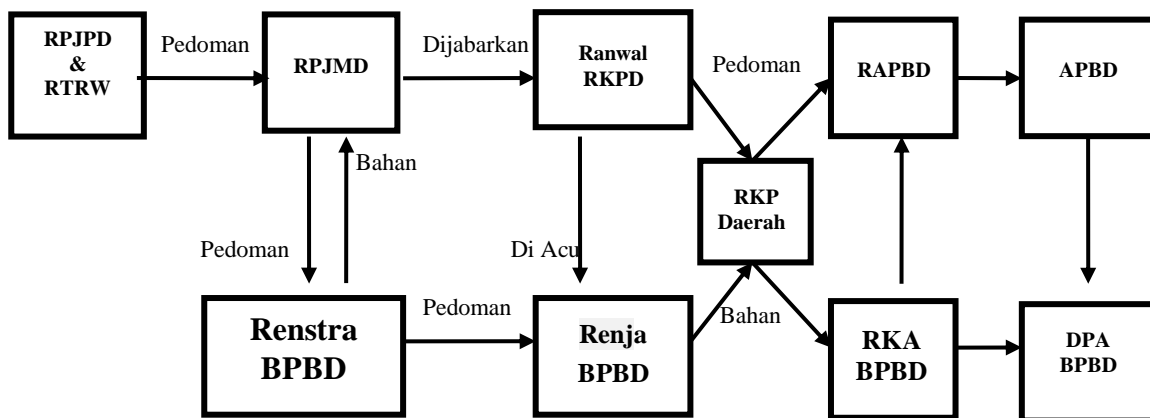 RPJPD
&
RTRW
Pedoman
RPJMD
Dijabarkan
Ranwal
RKPD
Pedoman
RAPBD
APBD
Bahan
RKP
Daerah
Pedoman
Di Acu
Renstra
BPBD
Pedoman
Renja
BPBD
Bahan
RKA
BPBD
DPA
BPBD